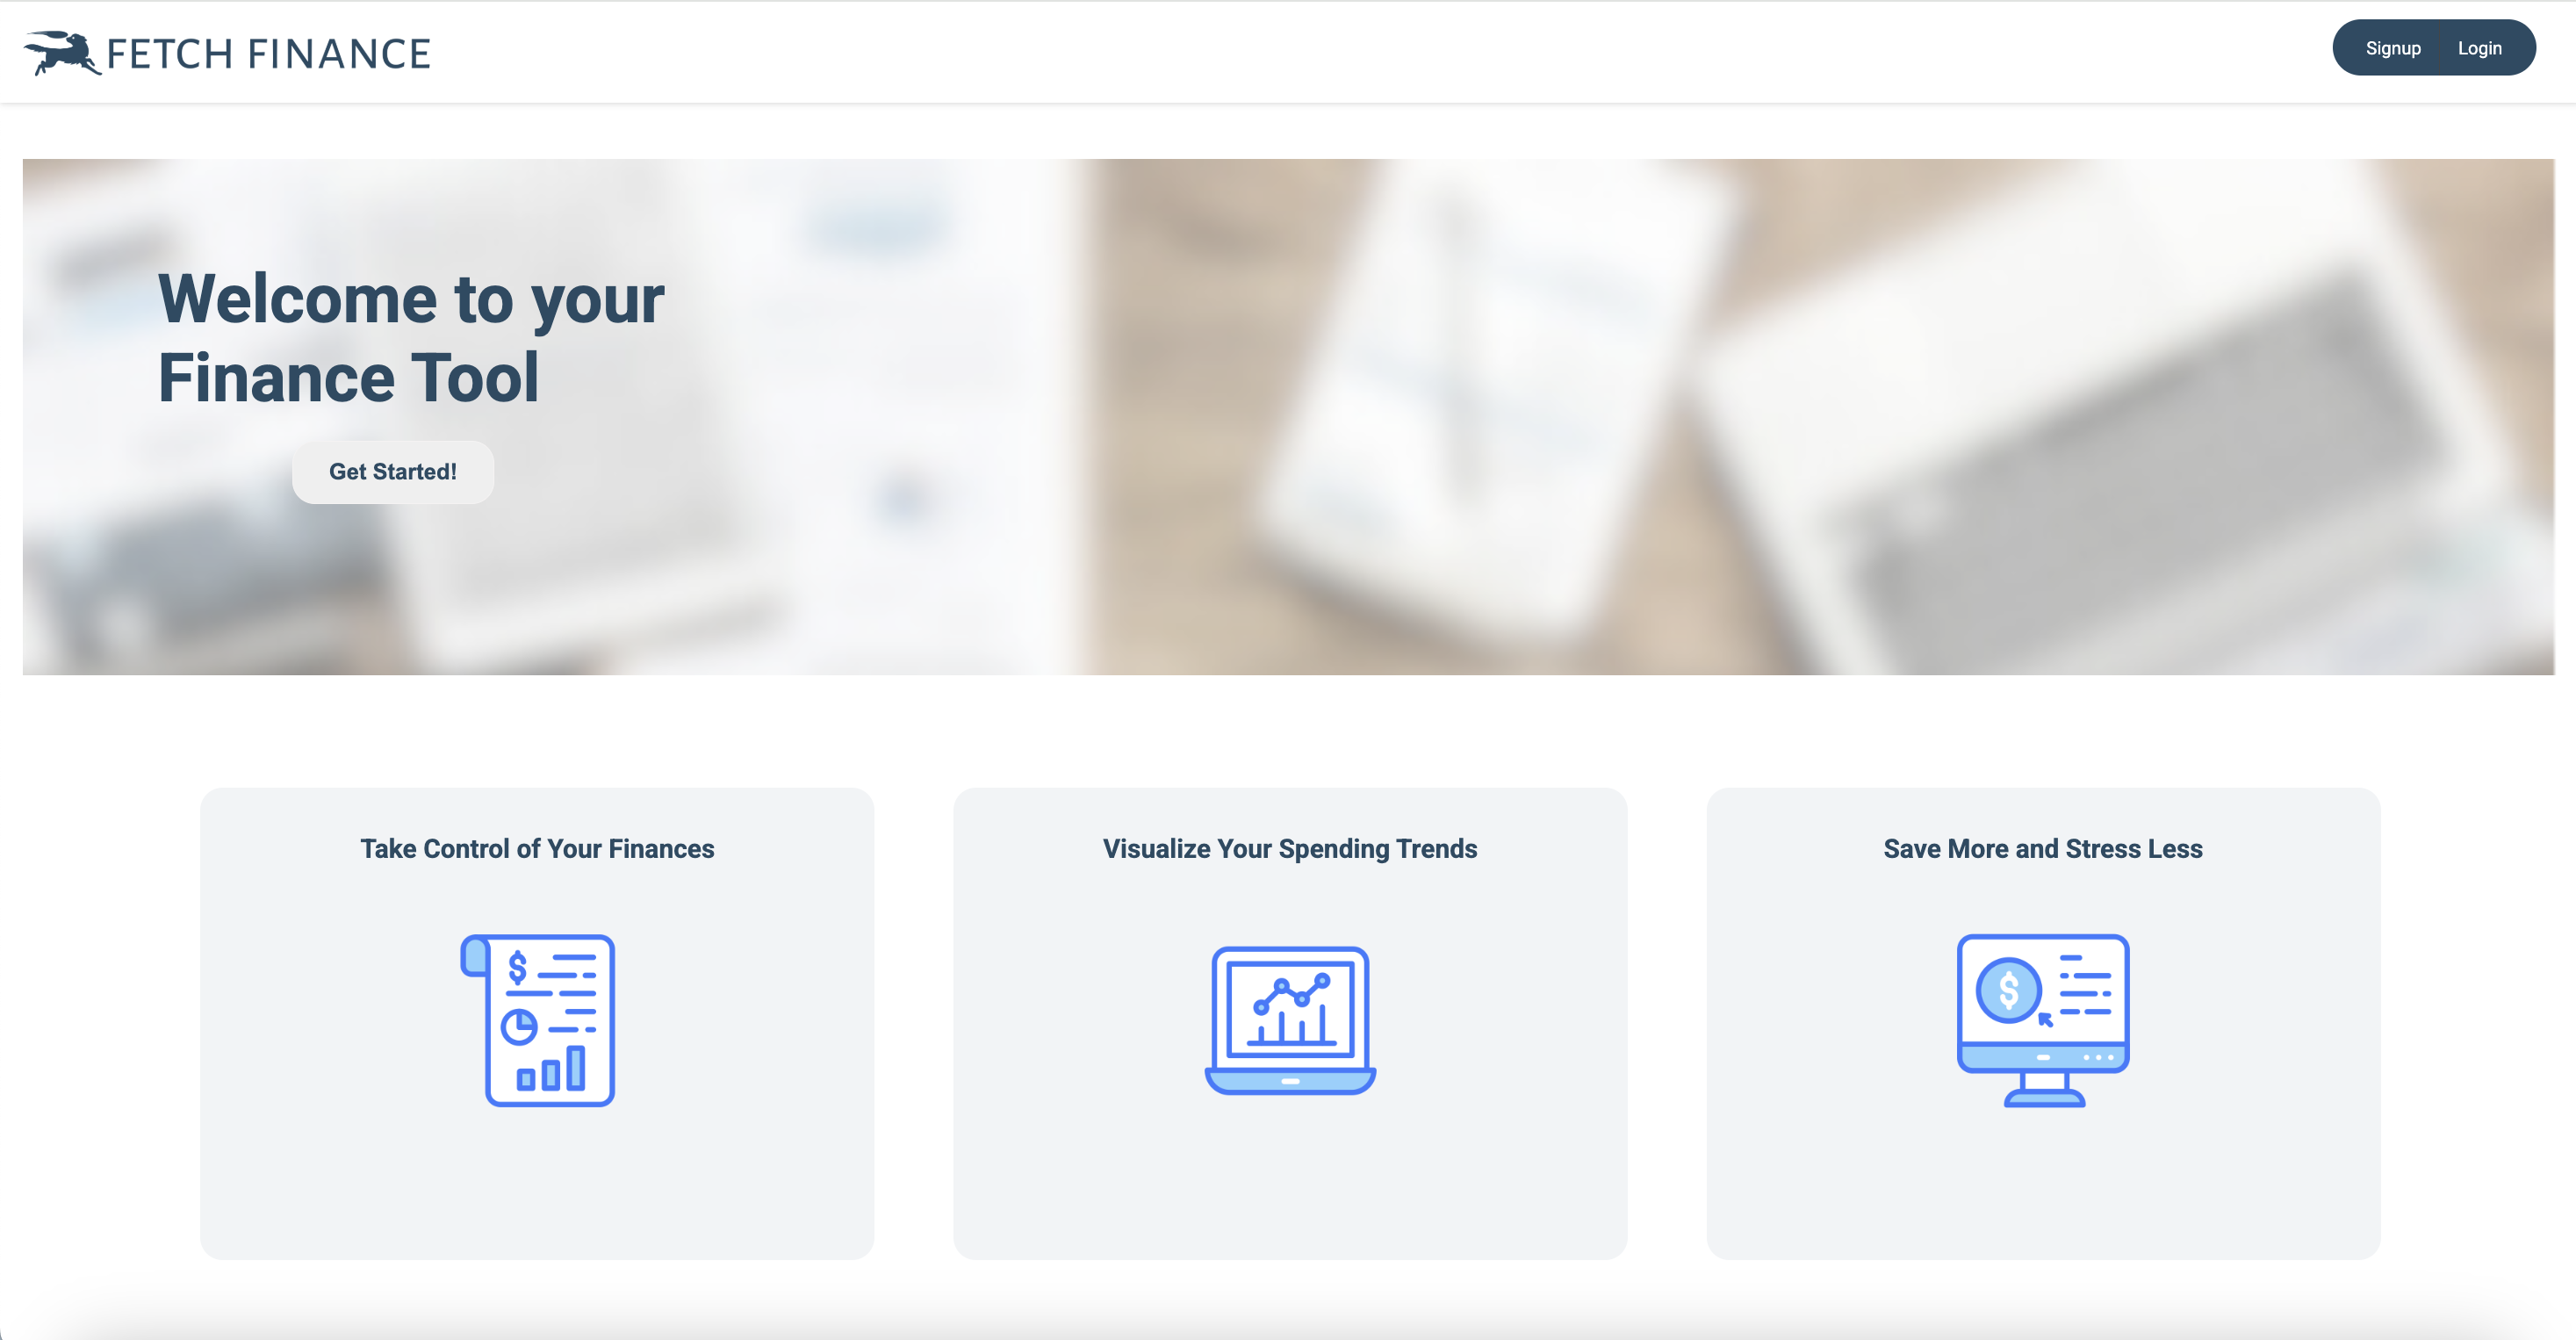 FETCH FINANCE
Signup Login
Welcome to your
Finance Tool
Get Started!
Take Control of Your Finances
Visualize Your Spending Trends
Save More and Stress Less
$
$